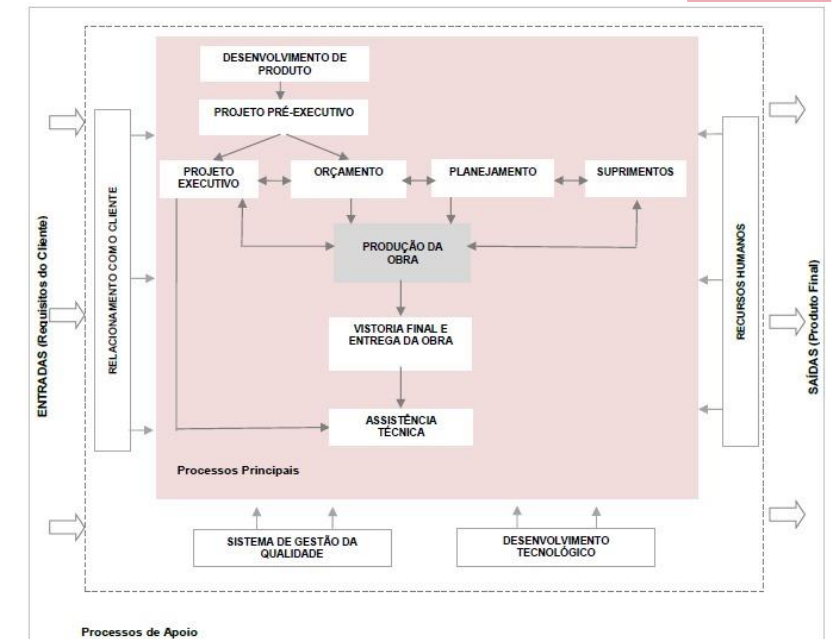 DESENVOLVIMENTO DE
PRODUTO
PROJETO PRÉ-EXECUTIVO
PROJETO
EXECUTIVO
ORÇAMENTO
PLANEJAMENTO
SUPRIMENTOS
PRODUÇÃO DA
OBRA
VISTORIA FINAL E
ENTREGA DA OBRA
ASSISTÊNCIA
TÉCNICA
Processos Principais
ENTRADAS (Requisitos do Cliente)
RELACIONAMENTO COM O CLIENTE
RECURSOS HUMANOS
SAÍDAS (Produto Final)
SISTEMA DE GESTÃO DA
QUALIDADE
DESENVOLVIMENTO
TECNOLÓGICO
Processos de Apoio